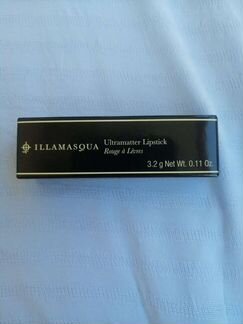 ILLAMASQUA
Ultramatter Lipstick
Rouge à Lèvres
3.2 g Net Wt. 0.11 Oz.